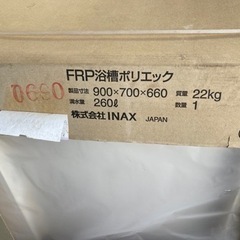 FRP浴槽ポリエック
D660
製品寸法 900×700×660 質量 22kg
満水量 260ℓ 数量 1
株式会社INAX JAPAN